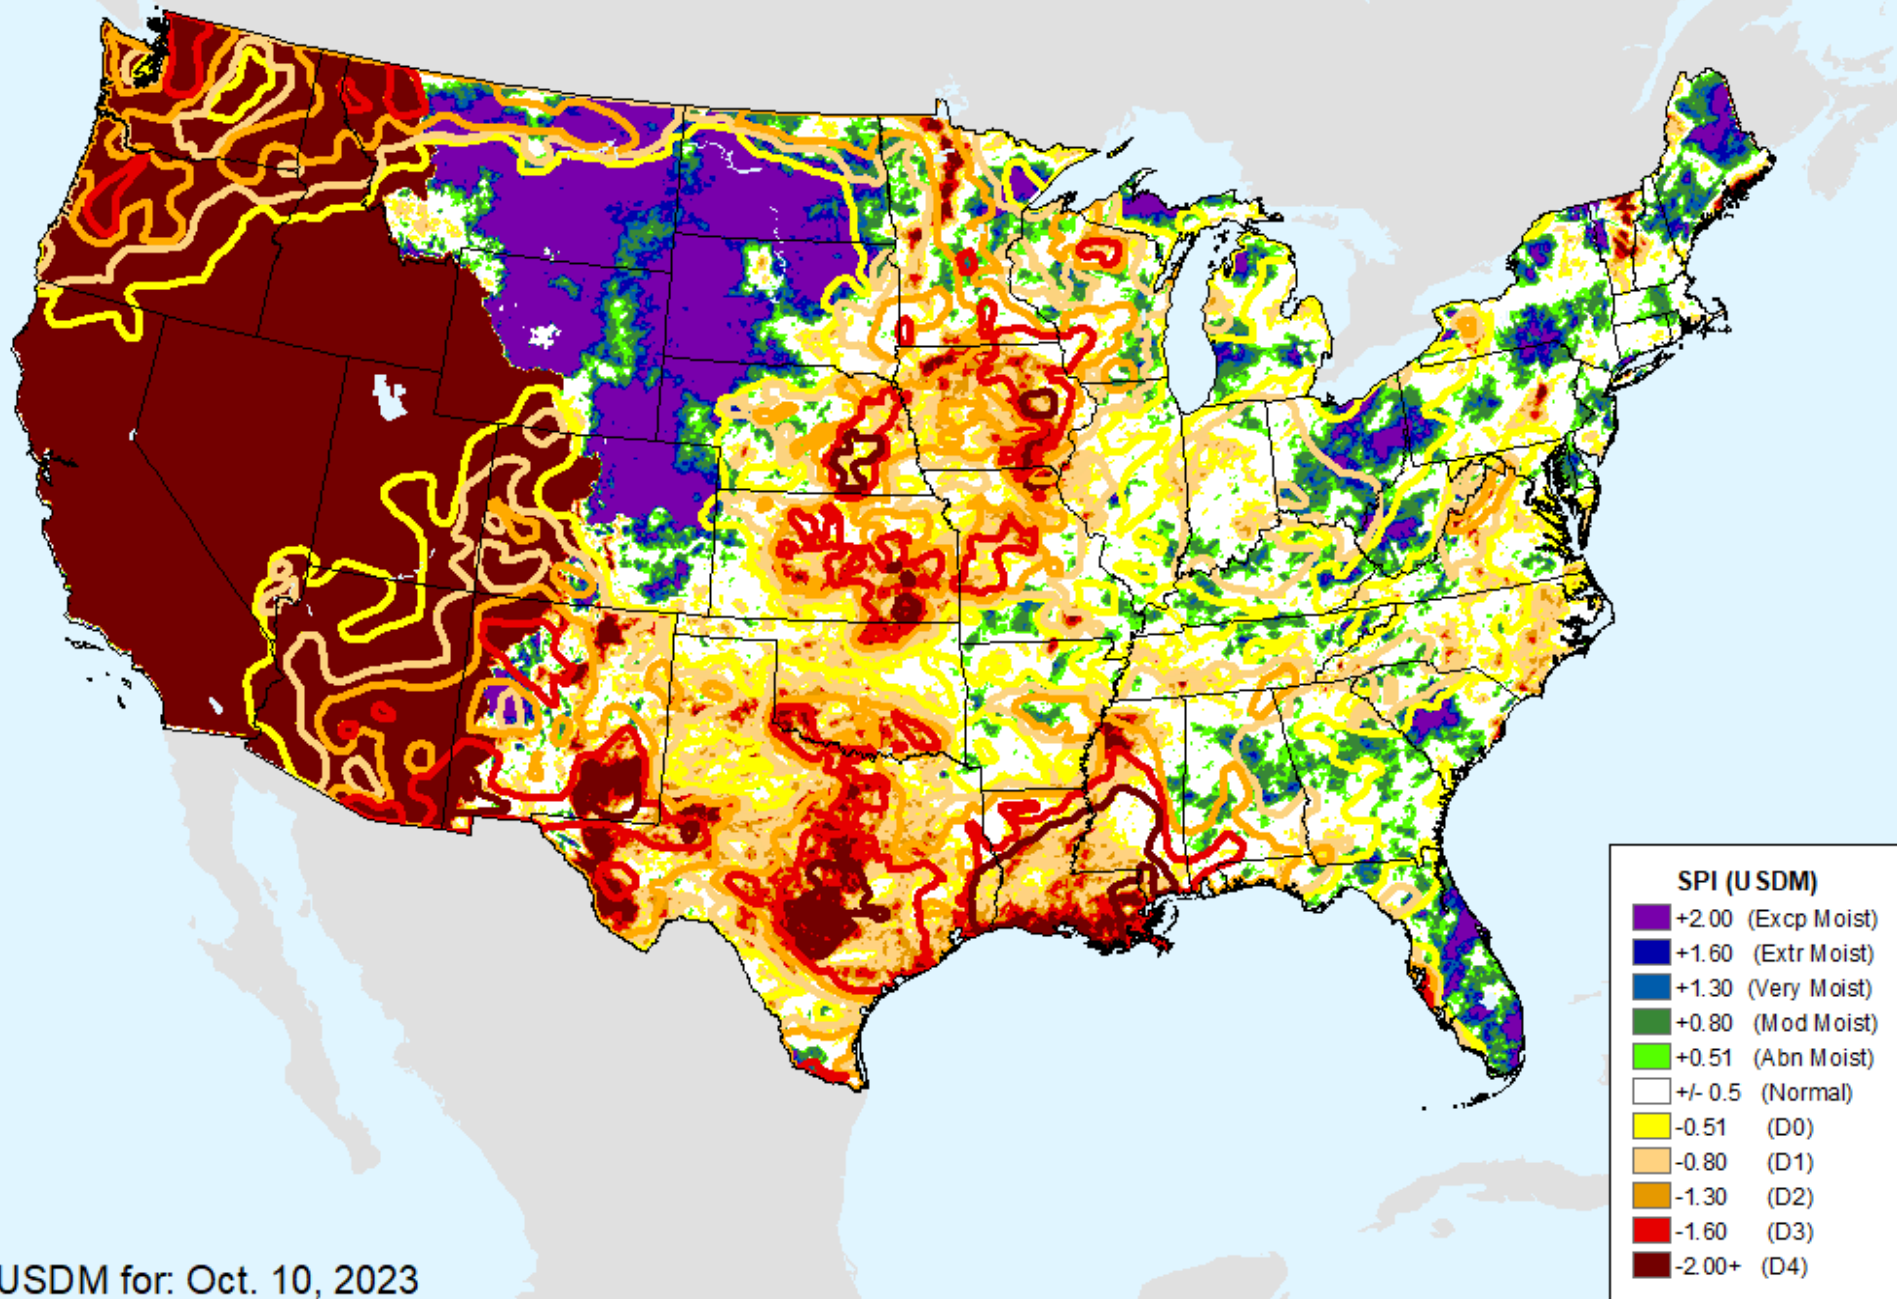 SPI (USDM)
+2.00 (Excp Moist)
+1.60 (Extr Moist)
+1.30 (Very Moist)
+0.80 (Mod Moist)
+0.51 (Abn Moist)
+/- 0.5 (Normal)
-0.51 (D0)
-0.80 (D1)
-1.30 (D2)
-1.60 (D3)
-2.00+ (D4)
USDM for: Oct. 10, 2023